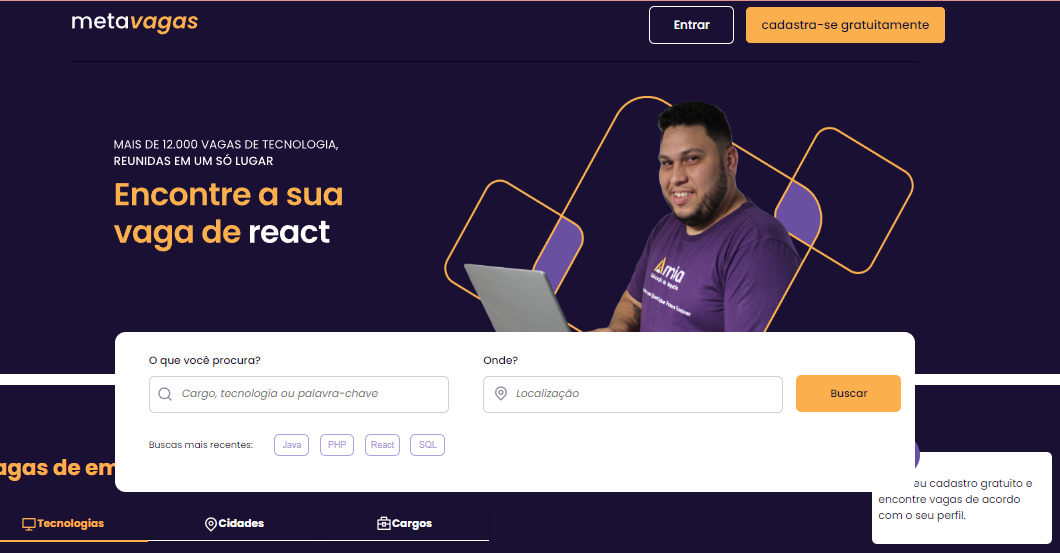 metavagas
Entrar
cadastra-se gratuitamente
MAIS DE 12.000 VAGAS DE TECNOLOGIA,
REUNIDAS EM UM SÓ LUGAR
Encontre a sua
vaga de react
mia
O que você procura?
Onde?
Cargo, tecnologia ou palavra-chave
Localização
Buscar
Buscas mais recentes:
Java
PHP
React
SQL
agas de em
eu cadastro gratuito e
encontre vagas de acordo
com o seu perfil.
Tecnologias
Cidades
Cargos